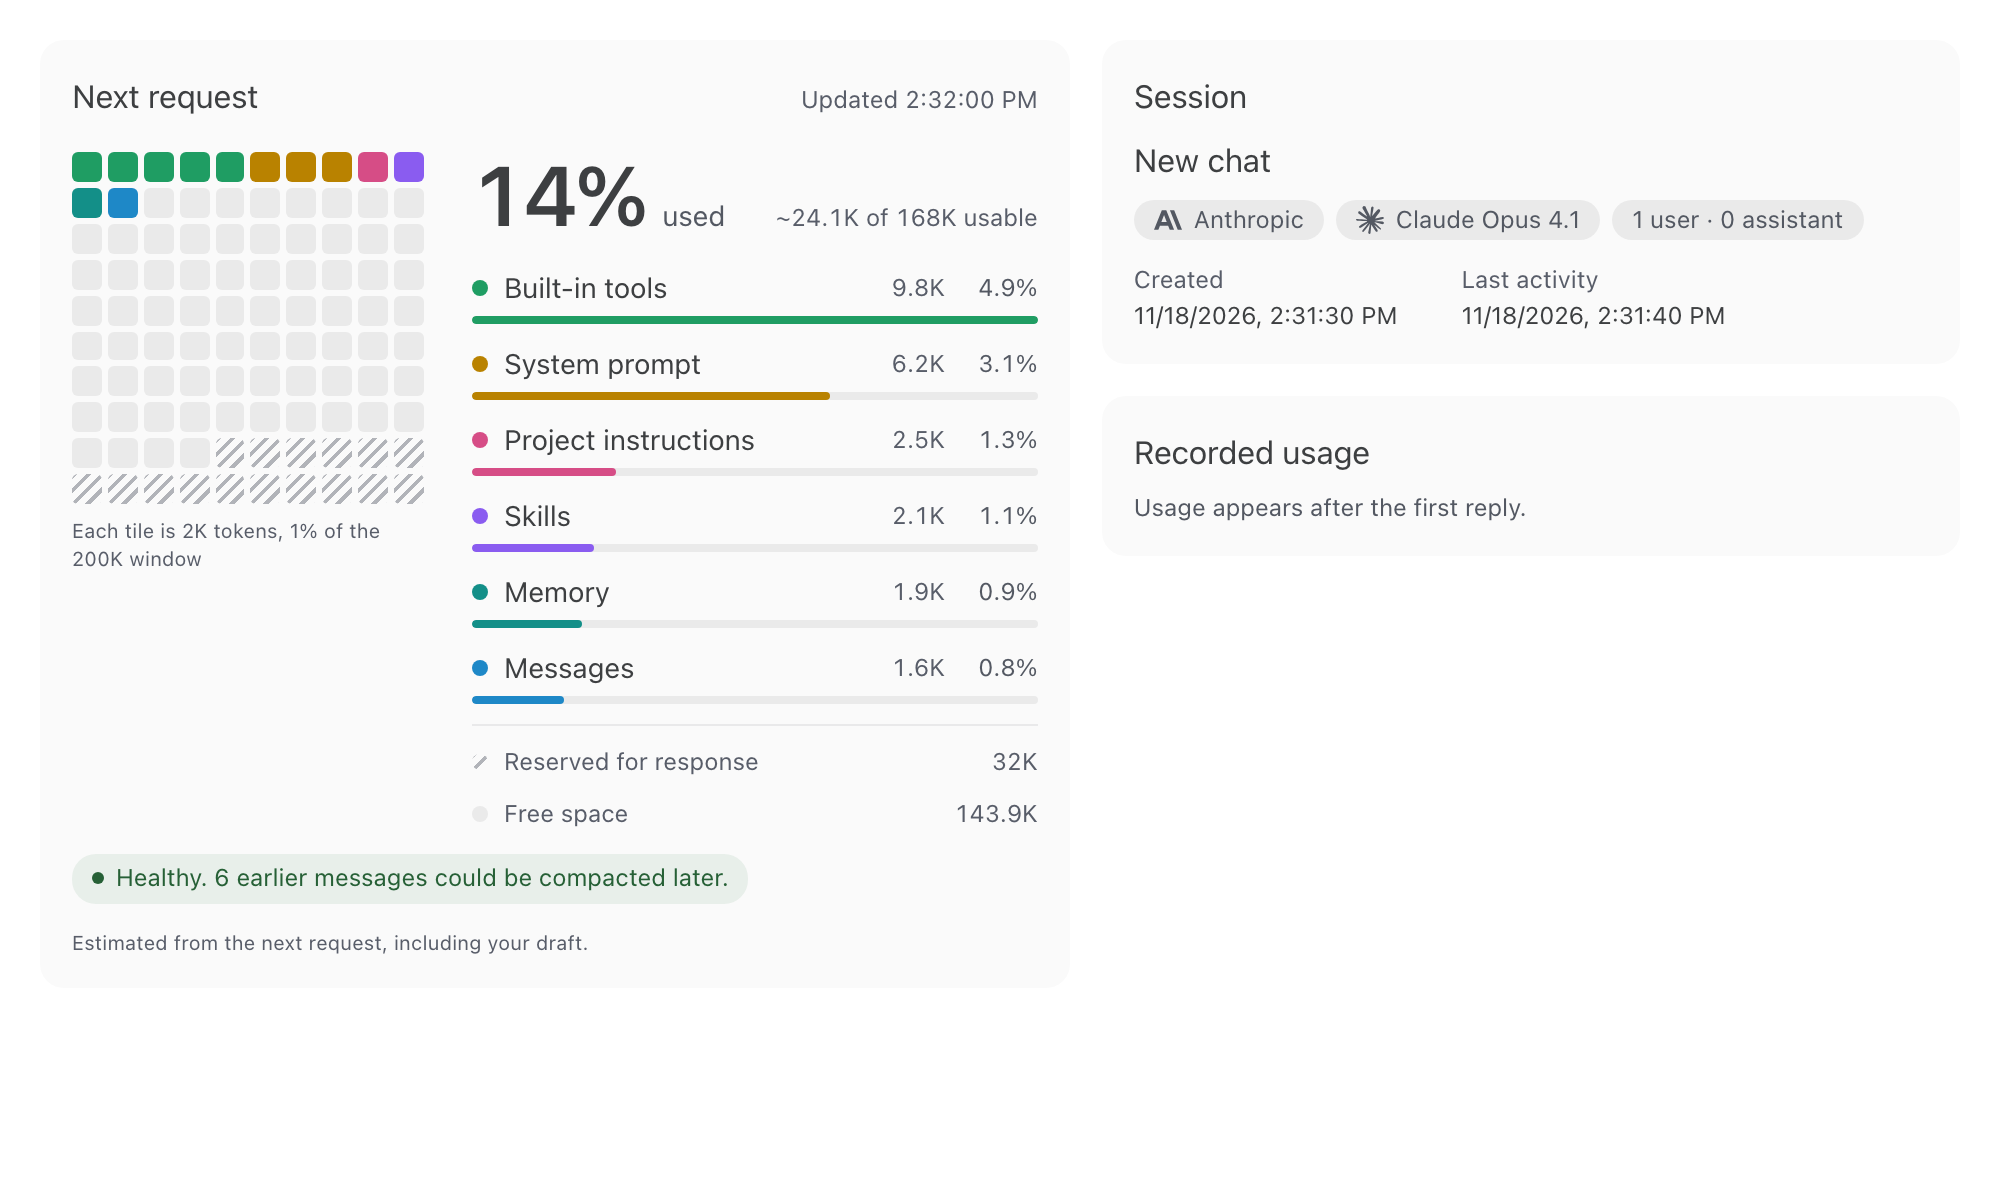 Next request
Updated 2:32:00 PM
14% used
~24.1K of 168K usable
Built-in tools 9.8K 4.9%
System prompt 6.2K 3.1%
Project instructions 2.5K 1.3%
Skills 2.1K 1.1%
Memory 1.9K 0.9%
Messages 1.6K 0.8%
Reserved for response 32K
Free space 143.9K
Each tile is 2K tokens, 1% of the
200K window
Healthy. 6 earlier messages could be compacted later.
Estimated from the next request, including your draft.
Session
New chat
Anthropic
Claude Opus 4.1
1 user · 0 assistant
Created
11/18/2026, 2:31:30 PM
Last activity
11/18/2026, 2:31:40 PM
Recorded usage
Usage appears after the first reply.